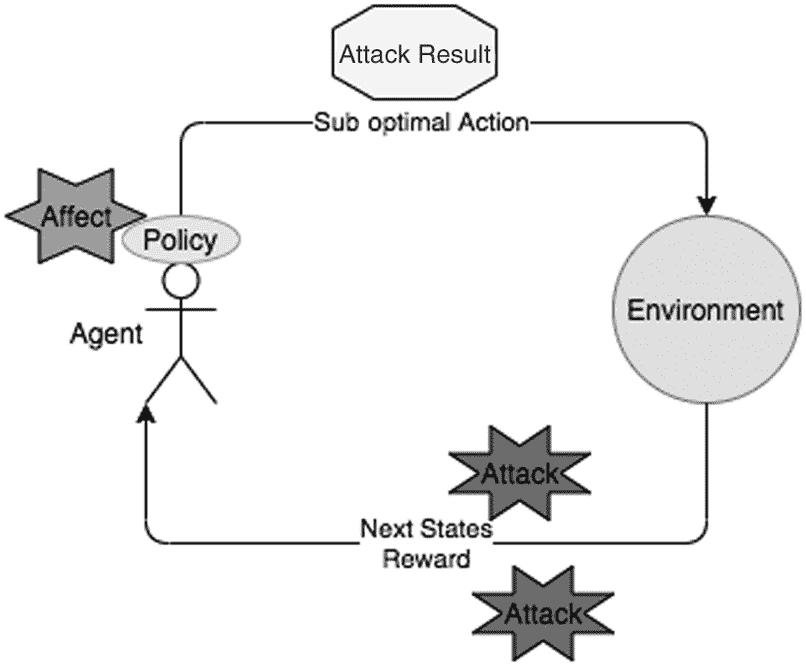 Attack Result
Sub optimal Action
Affect
Policy
Environment
Agent
Attack
Next States
Reward
Attack